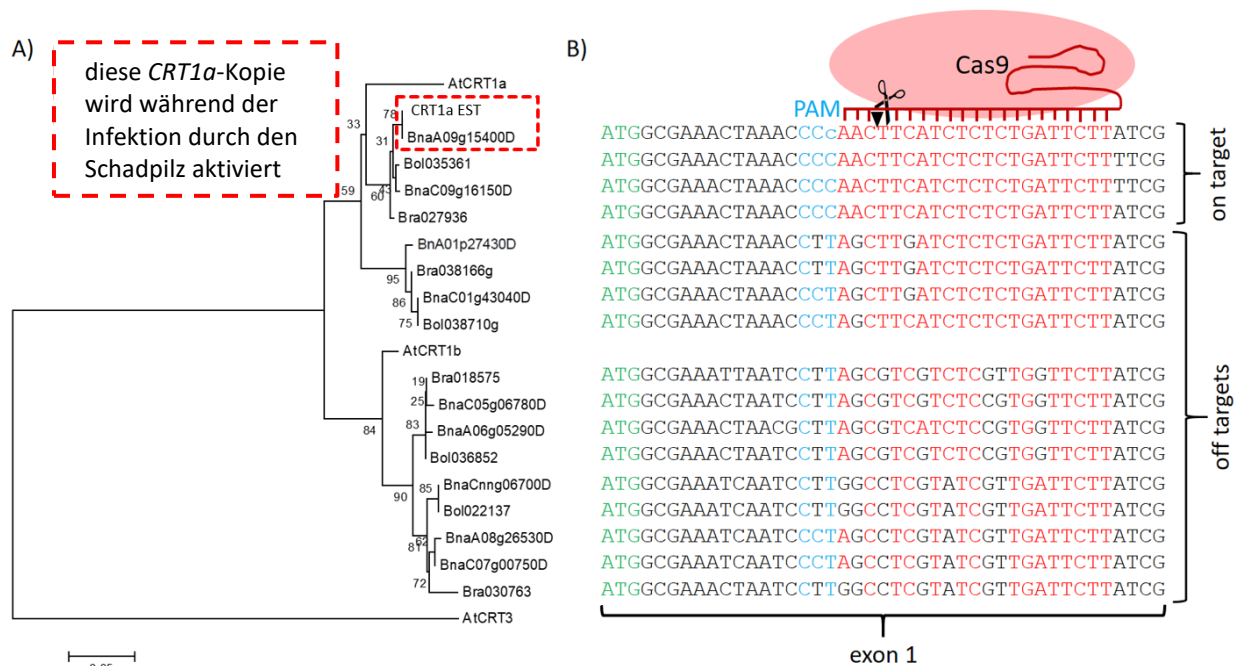 A)
diese CRT1a-Kopie
wird während der
Infektion durch den
Schadpilz aktiviert
AtCRT1a
CRT1a EST
BnaA09g15400D
Bol035361
BnaC09g16150D
Bra027936
BnA01p27430D
Bra038166g
BnaC01g43040D
Bol038710g
AtCRT1b
Bra018575
BnaC05g06780D
BnaA06g05290D
Bol036852
BnaCnng06700D
Bol022137
BnaA08g26530D
BnaC07g00750D
Bra030763
AtCRT3
33
78
31
59
43
60
95
86
75
19
25
83
84
90
85
62
81
72
B)
Cas9
PAM
ATGGCGAAACTAAACCCcAACTTCATCTCTCTGATTCTTATCG
ATGGCGAAACTAAACCCCAACTTCATCTCTCTGATTCTTTTCG
ATGGCGAAACTAAACCCCAACTTCATCTCTCTGATTCTTTTCG
ATGGCGAAACTAAACCCCAACTTCATCTCTCTGATTCTTATCG
ATGGCGAAACTAAACCTTAGCTTGATCTCTCTGATTCTTATCG
ATGGCGAAACTAAACCTTAGCTTGATCTCTCTGATTCTTATCG
ATGGCGAAACTAAACCCTAGCTTGATCTCTCTGATTCTTATCG
ATGGCGAAACTAAACCCTAGCTTCATCTCTCTGATTCTTATCG
ATGGCGAAATTAATCCTTAGCGTCGTCTCGTTGGTTCTTATCG
ATGGCGAAACTAATCCTTAGCGTCGTCTCCGTGGTTCTTATCG
ATGGCGAAACTAACGCTTAGCGTCATCTCCGTGGTTCTTATCG
ATGGCGAAACTAATCCTTAGCGTCGTCTCCGTGGTTCTTATCG
ATGGCGAAATCAATCCTTGGCCTCGTATCGTTGATTCTTATCG
ATGGCGAAATCAATCCTTGGCCTCGTATCGTTGATTCTTATCG
ATGGCGAAATCAATCCCTAGCCTCGTATCGTTGATTCTTATCG
ATGGCGAAATCAATCCCTAGCCTCGTATCGTTGATTCTTATCG
ATGGCGAAACTAATCCTTGGCCTCGTATCGTTGATTCTTATCG
on target
off targets
exon 1